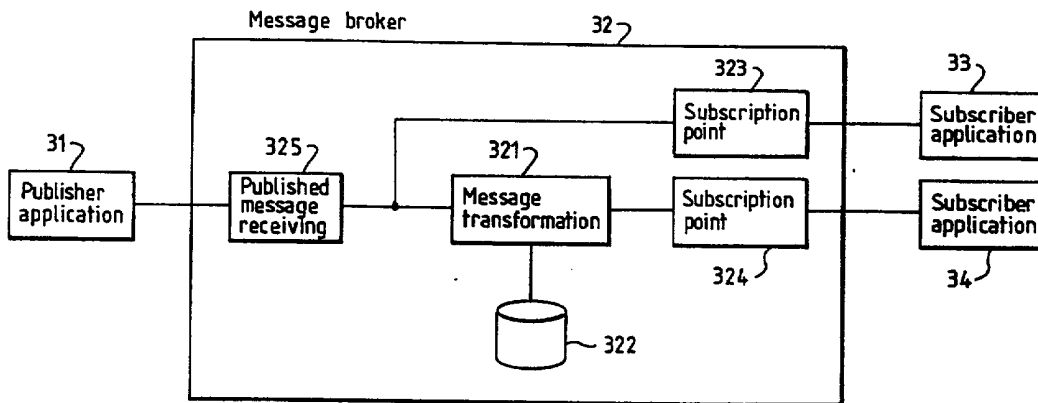 Message broker
32
323
33
Subscription
point
Subscriber
application
31
325
321
Publisher
application
Published
message
receiving
Message
transformation
Subscription
point
Subscriber
application
324
34
322